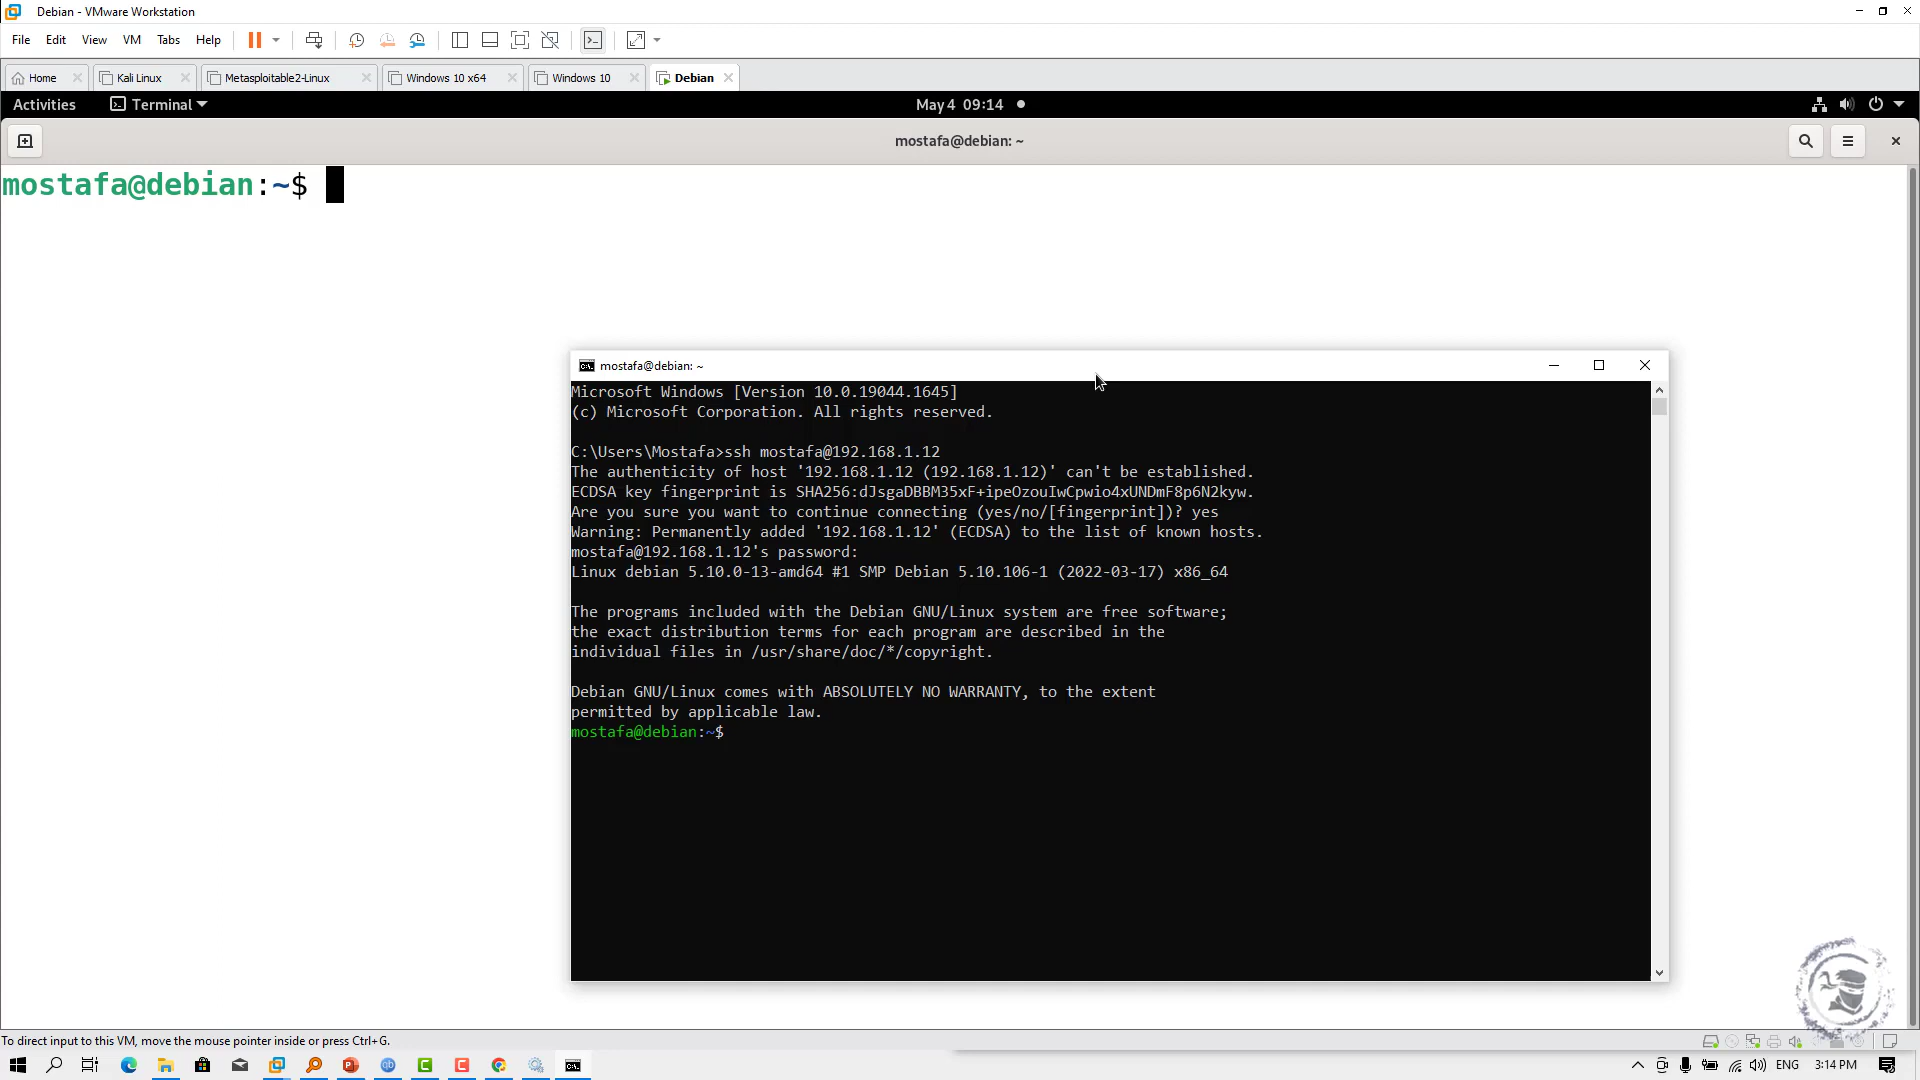 Debian - VMware Workstation
File Edit View VM Tabs Help
Home Kali Linux Metasploitable2-Linux Windows 10 x64 Windows 10 Debian
Activities Terminal May 4 09:14
mostafa@debian: ~
mostafa@debian:~$
mostafa@debian: ~
Microsoft Windows [Version 10.0.19044.1645]
(c) Microsoft Corporation. All rights reserved.
C:\Users\Mostafa>ssh mostafa@192.168.1.12
The authenticity of host '192.168.1.12 (192.168.1.12)' can't be established.
ECDSA key fingerprint is SHA256:dJsgaDBBM35xF+ipeOzouIwCpwio4xUNDmF8p6N2kyw.
Are you sure you want to continue connecting (yes/no/[fingerprint])? yes
Warning: Permanently added '192.168.1.12' (ECDSA) to the list of known hosts.
mostafa@192.168.1.12's password:
Linux debian 5.10.0-13-amd64 #1 SMP Debian 5.10.106-1 (2022-03-17) x86_64
The programs included with the Debian GNU/Linux system are free software;
the exact distribution terms for each program are described in the
individual files in /usr/share/doc/*/copyright.
Debian GNU/Linux comes with ABSOLUTELY NO WARRANTY, to the extent
permitted by applicable law.
mostafa@debian:~$
To direct input to this VM, move the mouse pointer inside or press Ctrl+G.
ENG 3:14 PM